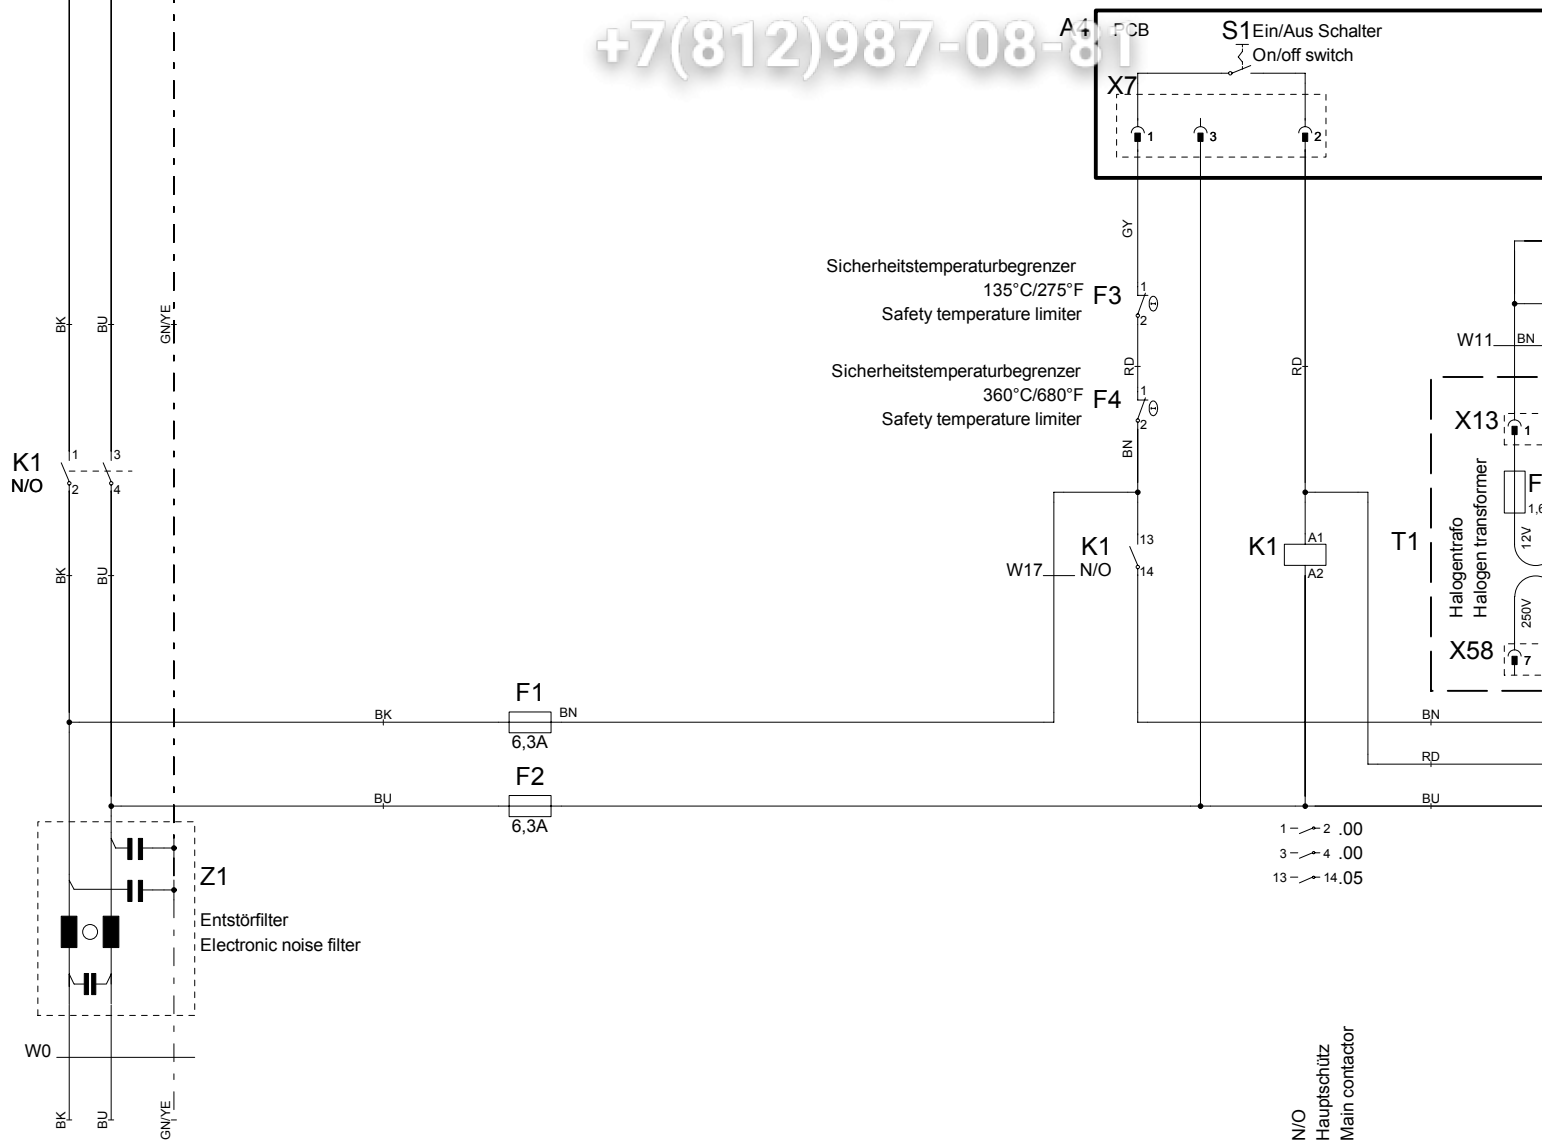 +7(812)987-08-81
A4 PCB
S1 Ein/Aus Schalter
On/off switch
X7
1
3
2
GY
Sicherheitstemperaturbegrenzer
135°C/275°F
Safety temperature limiter
F3
1
2
RD
Sicherheitstemperaturbegrenzer
360°C/680°F
Safety temperature limiter
F4
1
2
BN
RD
BK
BU
GN/YE
W11
BN
X13
1
F
1,6
12V
250V
Halogentrafo
Halogen transformer
T1
X58
7
K1
N/O
1
2
3
4
BK
BU
W17
K1
N/O
13
14
K1
A1
A2
F1
BK
BN
6,3A
F2
BU
6,3A
BN
RD
BU
1 2 .00
3 4 .00
13 14 .05
Z1
Entstörfilter
Electronic noise filter
W0
BK
BU
GN/YE
N/O
Hauptschütz
Main contactor